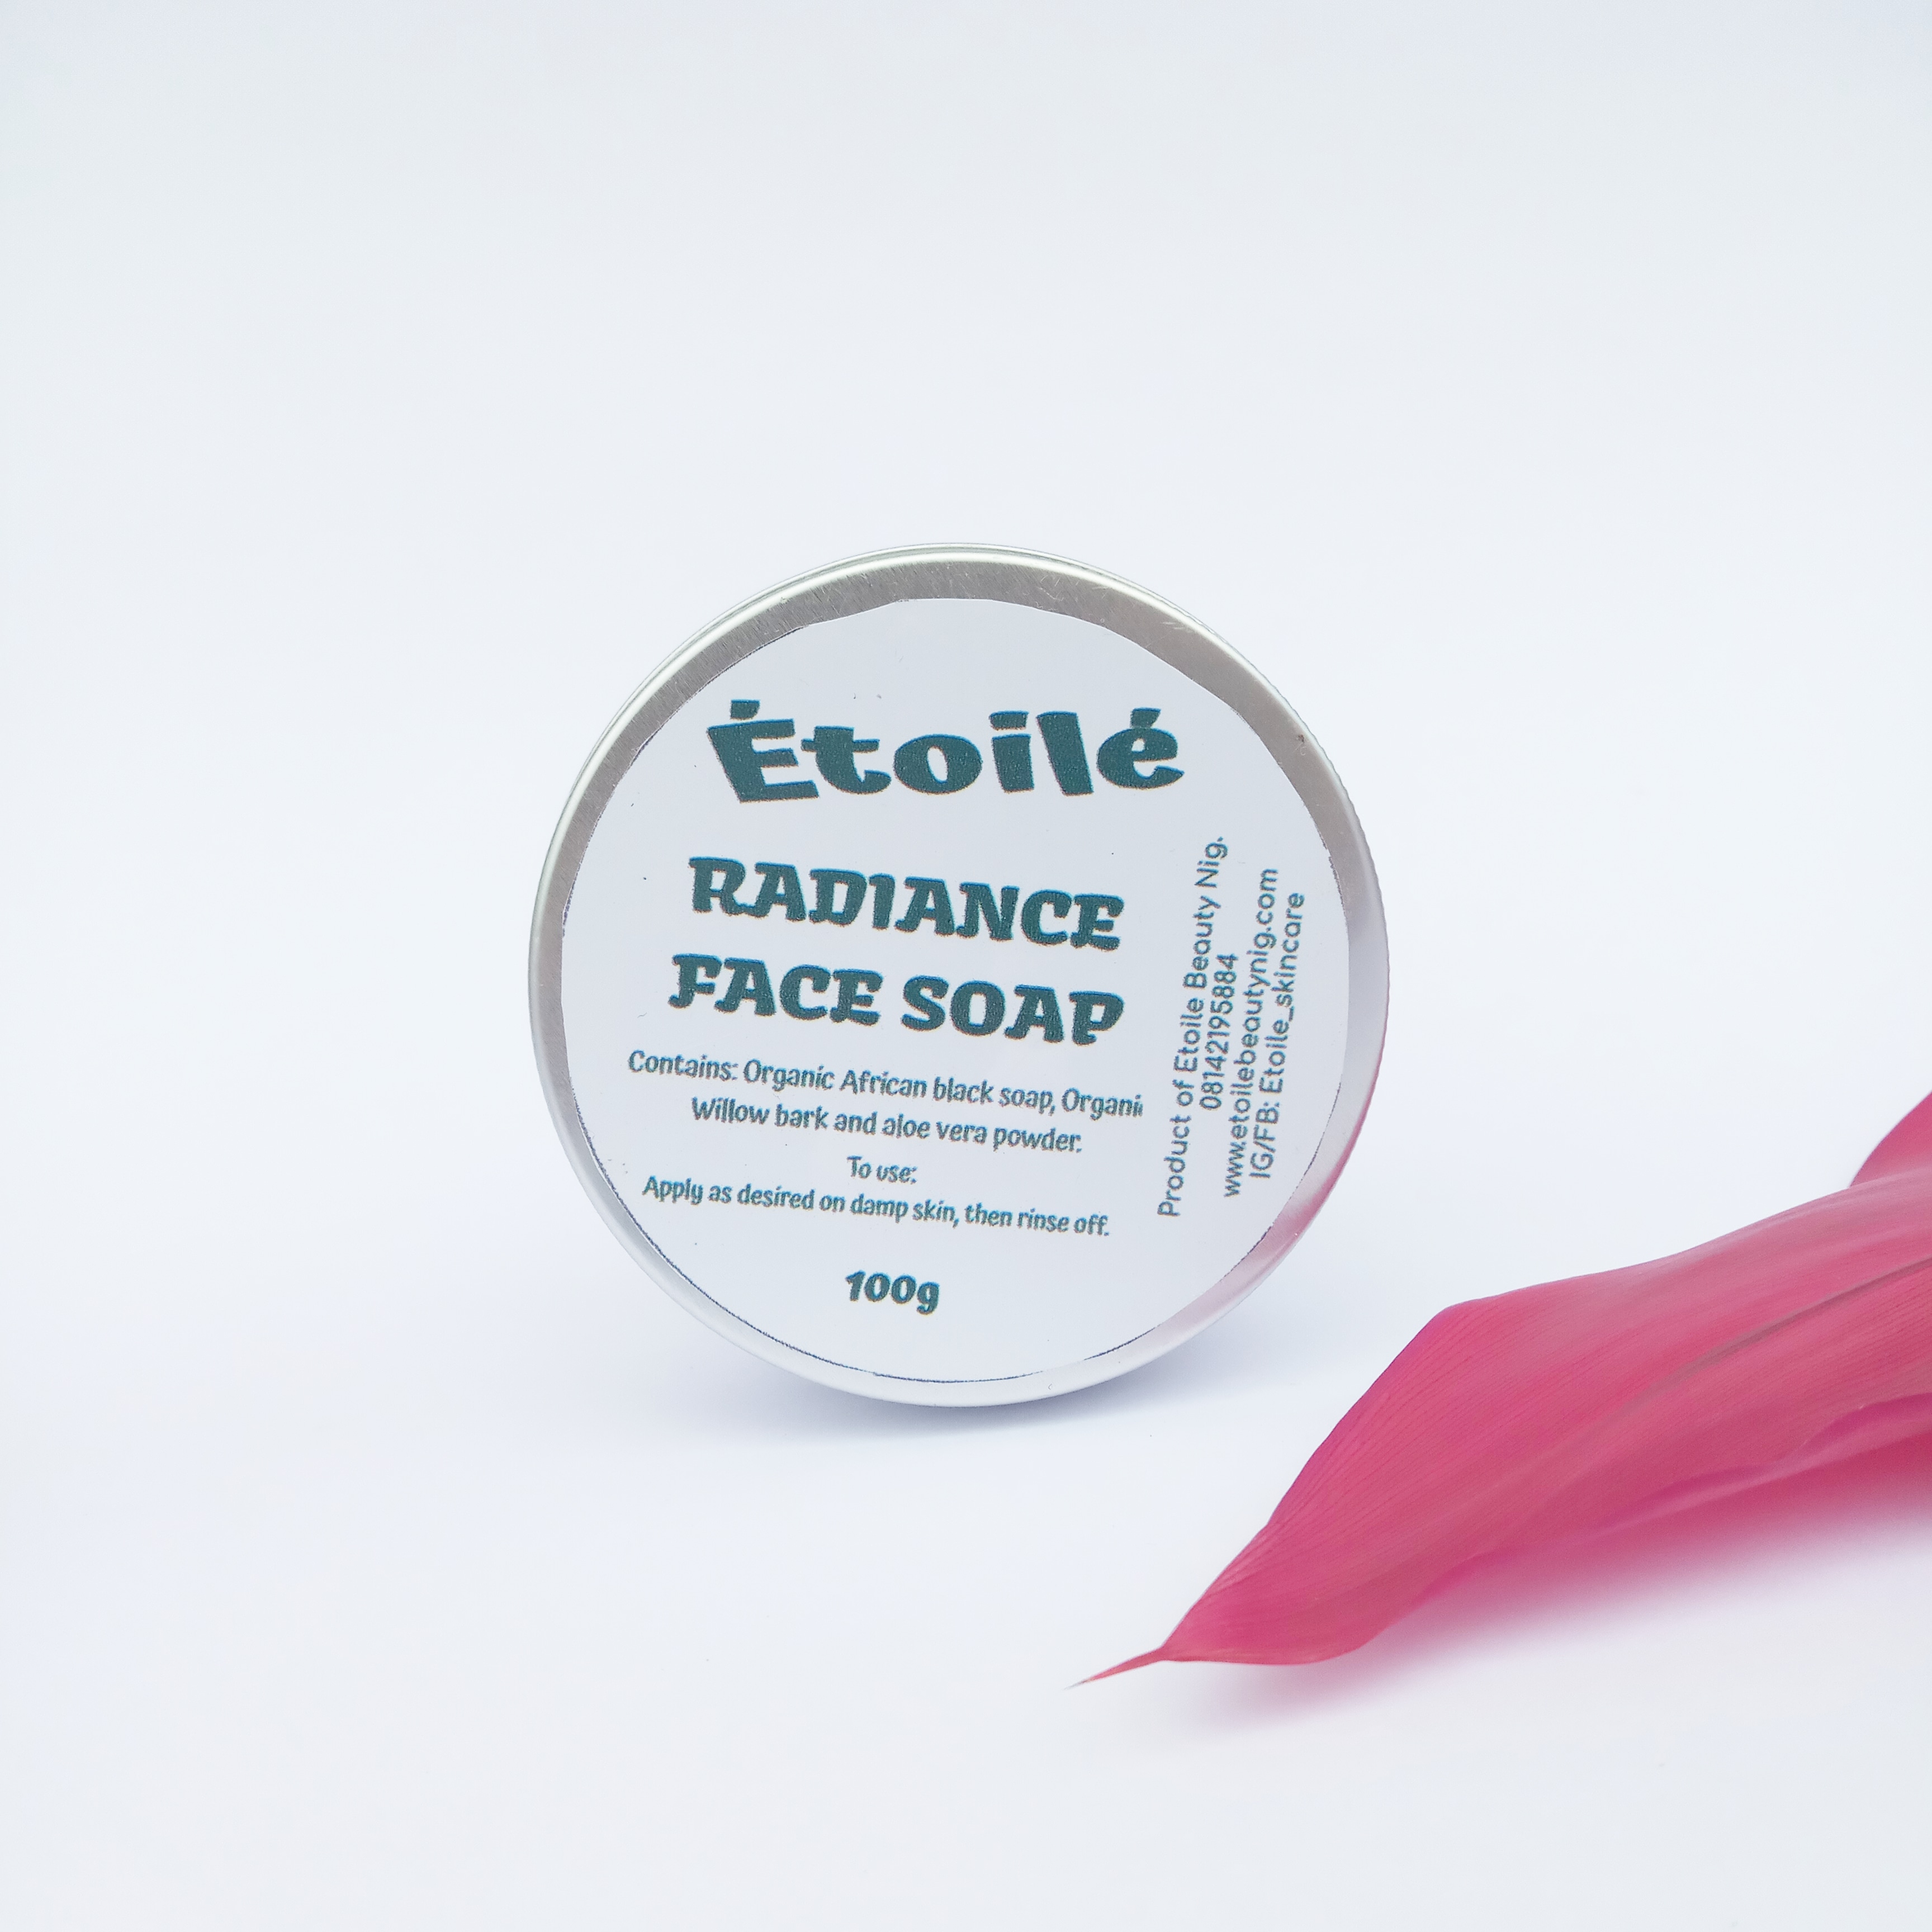 Étoilé
RADIANCE
FACE SOAP
Contains: Organic African black soap, Organi
Willow bark and aloe vera powder.
To use:
Apply as desired on damp skin, then rinse off.
100g
Product of Etoile Beauty Nig.
08142195884
www.etoilebeautynig.com
IG/FB: Etoile_skincare